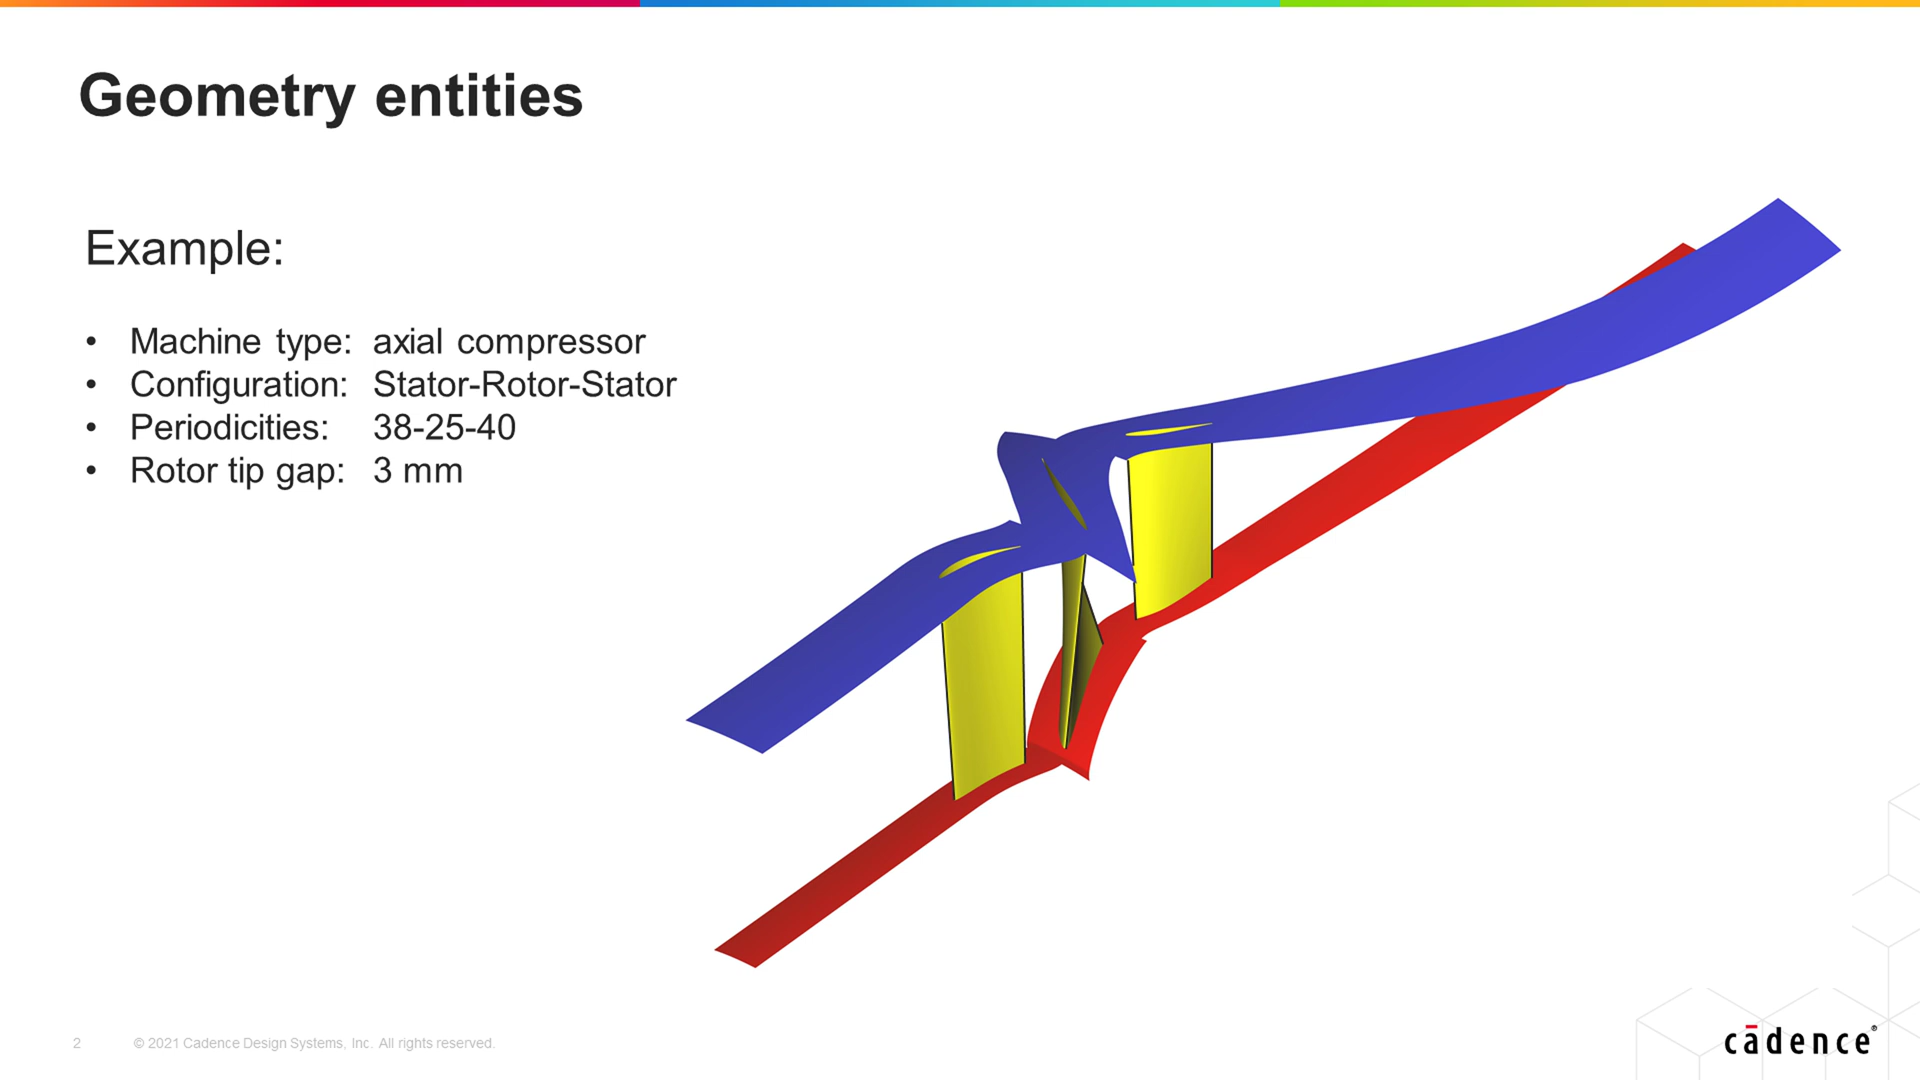 Geometry entities
Example:
• Machine type: axial compressor
• Configuration: Stator-Rotor-Stator
• Periodicities: 38-25-40
• Rotor tip gap: 3 mm
2 © 2021 Cadence Design Systems, Inc. All rights reserved.
cādence®